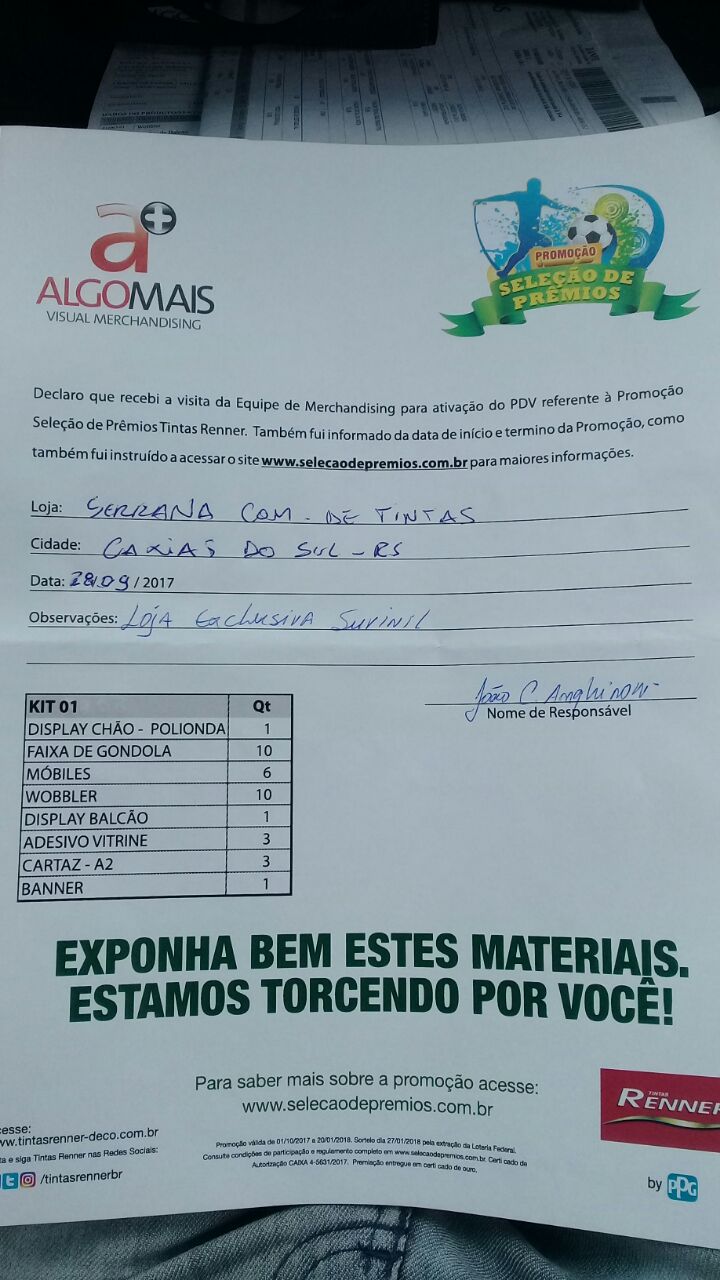 a+
ALGOMAIS
VISUAL MERCHANDISING
PROMOÇÃO
SELEÇÃO DE
PRÊMIOS
Declaro que recebi a visita da Equipe de Merchandising para ativação do PDV referente à Promoção
Seleção de Prêmios Tintas Renner. Também fui informado da data de início e termino da Promoção, como
também fui instruído a acessar o site www.selecaodepremios.com.br para maiores informações.
Loja: SERRANA COM. DE TINTAS
Cidade: CAXIAS DO SUL - RS
Data: 28.09 / 2017
Observações: Loja Exclusiva Suvinil
João C
Nome de Responsável
KIT 01 Qt
DISPLAY CHÃO - POLIONDA 1
FAIXA DE GONDOLA 10
MÓBILES 6
WOBBLER 10
DISPLAY BALCÃO 1
ADESIVO VITRINE 3
CARTAZ - A2 3
BANNER 1
EXPONHA BEM ESTES MATERIAIS.
ESTAMOS TORCENDO POR VOCÊ!
Para saber mais sobre a promoção acesse:
www.selecaodepremios.com.br
TINTAS
RENNER
esse:
ww.tintasrenner-deco.com.br
ta e siga Tintas Renner nas Redes Sociais:
/tintasrennerbr
Promoção válida de 01/10/2017 e 20/01/2018. Sorteio dia 27/01/2018 pela extração da Loteria Federal.
Consulte condições de participação e regulamento completo em www.selecaodepremios.com.br. Certi cado de
Autorização CAIXA 4-5631/2017. Premiação entregue em certi cado de ouro.
by PPG